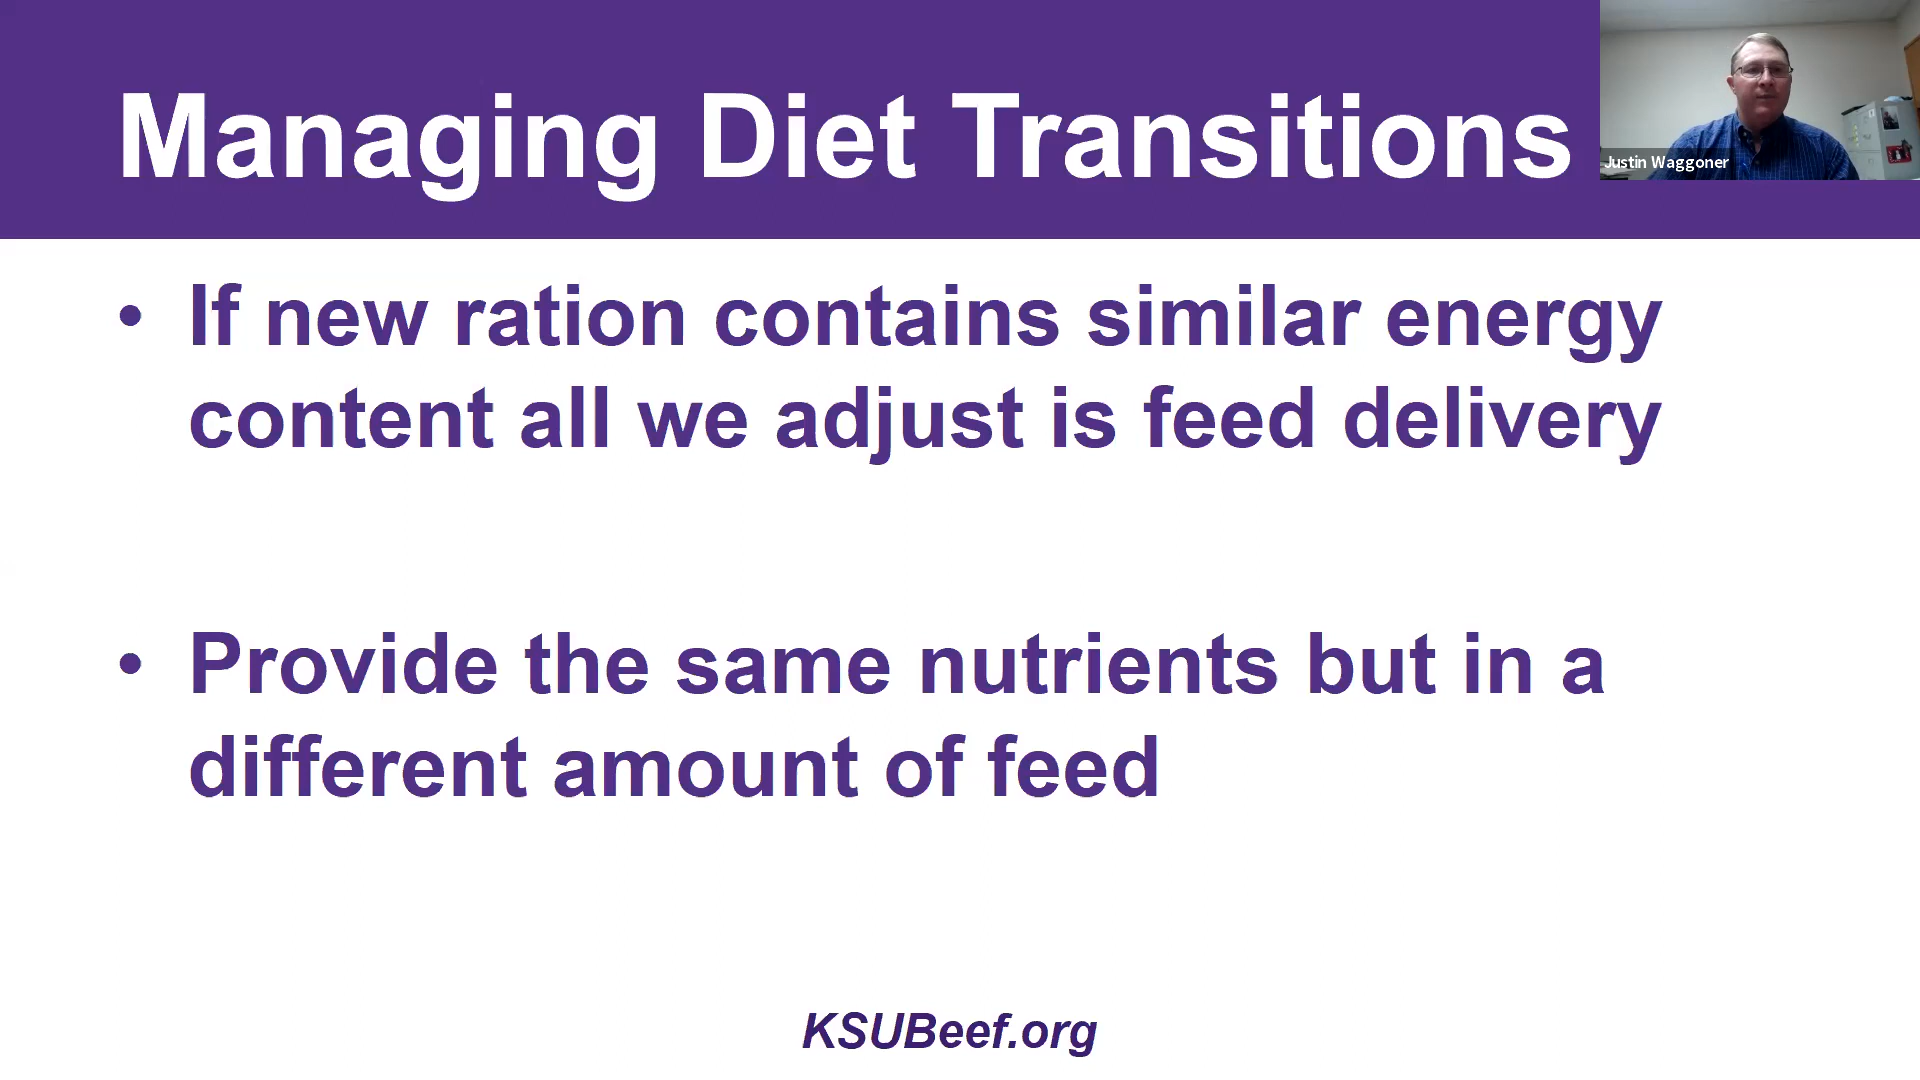 Managing Diet Transitions
Justin Waggoner
• If new ration contains similar energy
content all we adjust is feed delivery
• Provide the same nutrients but in a
different amount of feed
KSUBeef.org